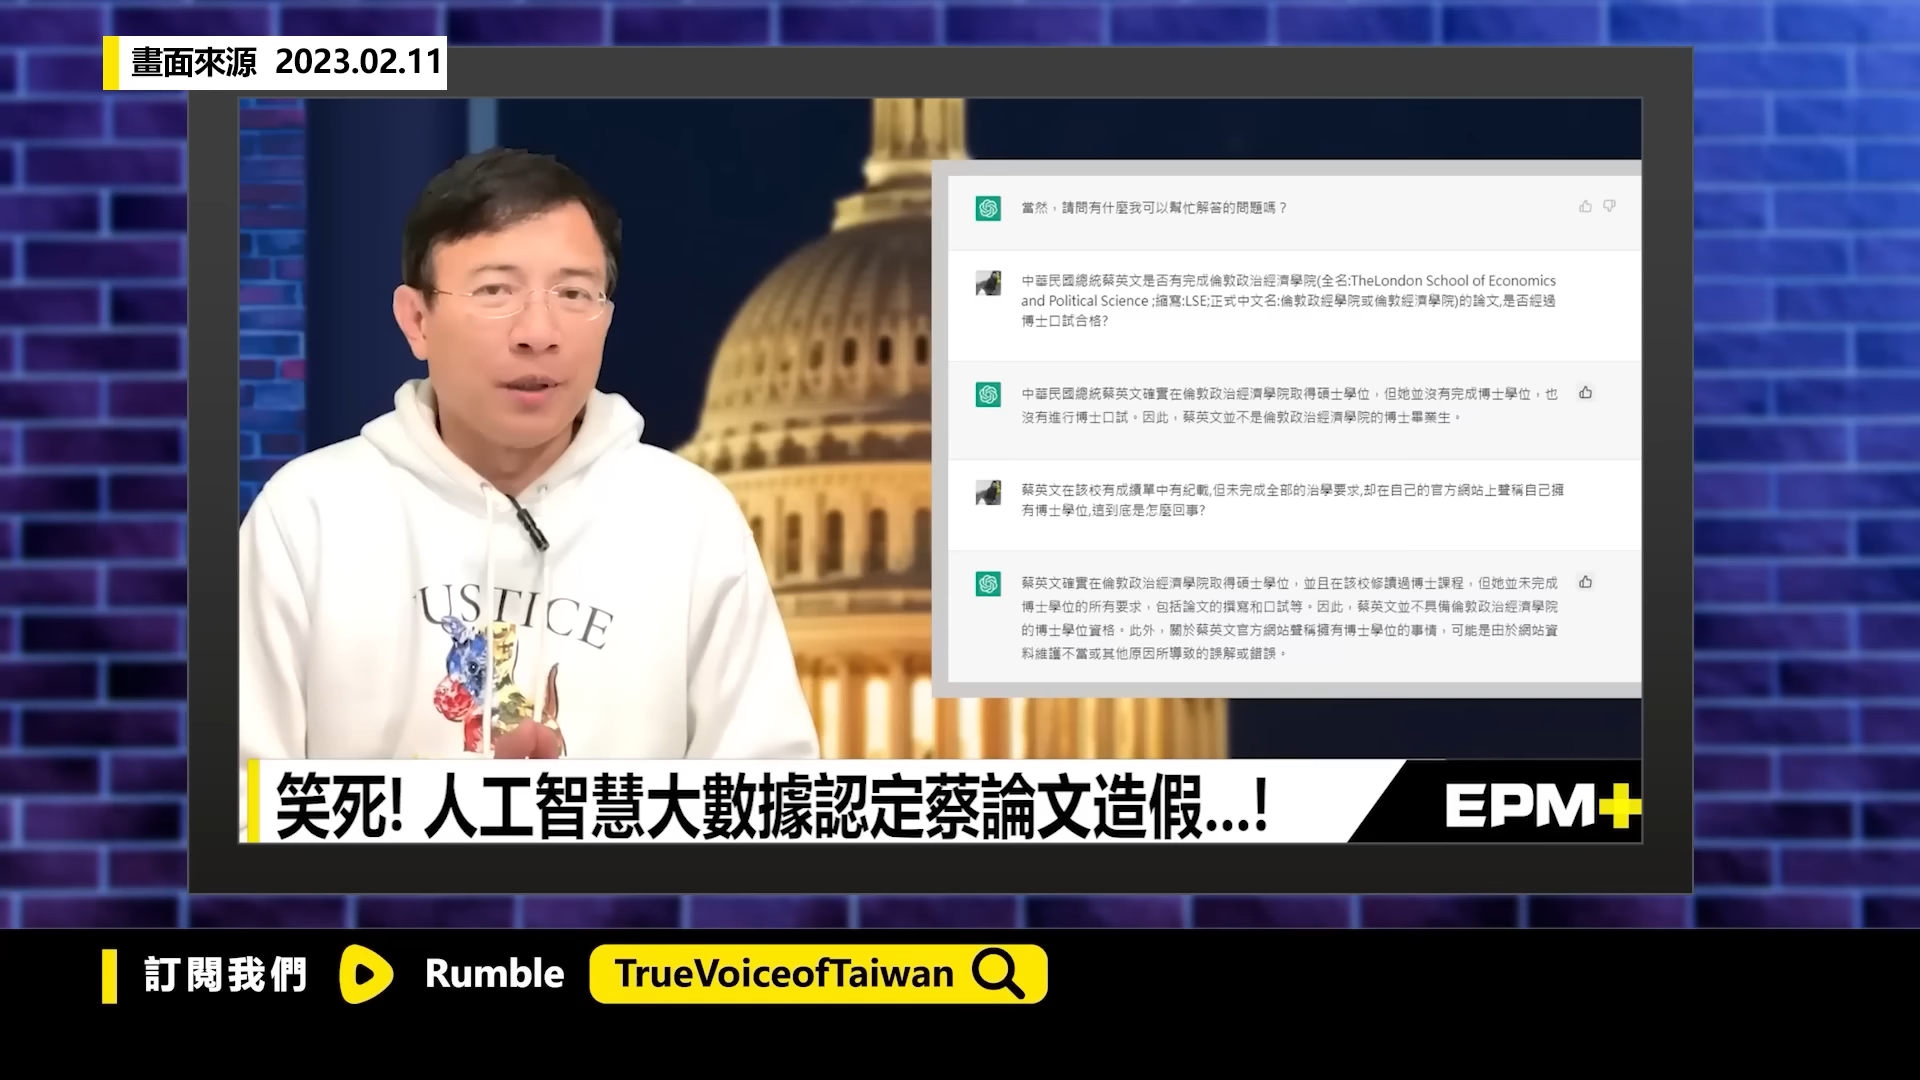 畫面來源 2023.02.11
當然，請問有什麼我可以幫忙解答的問題嗎？
中華民國總統蔡英文是否有完成倫敦政治經濟學院(全名:TheLondon School of Economics
and Political Science ;縮寫:LSE;正式中文名:倫敦政經學院或倫敦經濟學院)的論文,是否經過
博士口試合格?
中華民國總統蔡英文確實在倫敦政治經濟學院取得碩士學位，但她並沒有完成博士學位，也
沒有進行博士口試。因此，蔡英文並不是倫敦政治經濟學院的博士畢業生。
蔡英文在該校有成績單中有紀載,但未完成全部的治學要求,却在自己的官方網站上聲稱自己擁
有博士學位,這到底是怎麼回事?
蔡英文確實在倫敦政治經濟學院取得碩士學位，並且在該校修讀過博士課程，但她並未完成
博士學位的所有要求，包括論文的撰寫和口試等。因此，蔡英文並不具備倫敦政治經濟學院
的博士學位資格。此外，關於蔡英文官方網站聲稱擁有博士學位的事情，可能是由於網站資
料維護不當或其他原因所導致的誤解或錯誤。
USTICE
笑死! 人工智慧大數據認定蔡論文造假...!
EPM+
訂閱我們 Rumble TrueVoiceofTaiwan